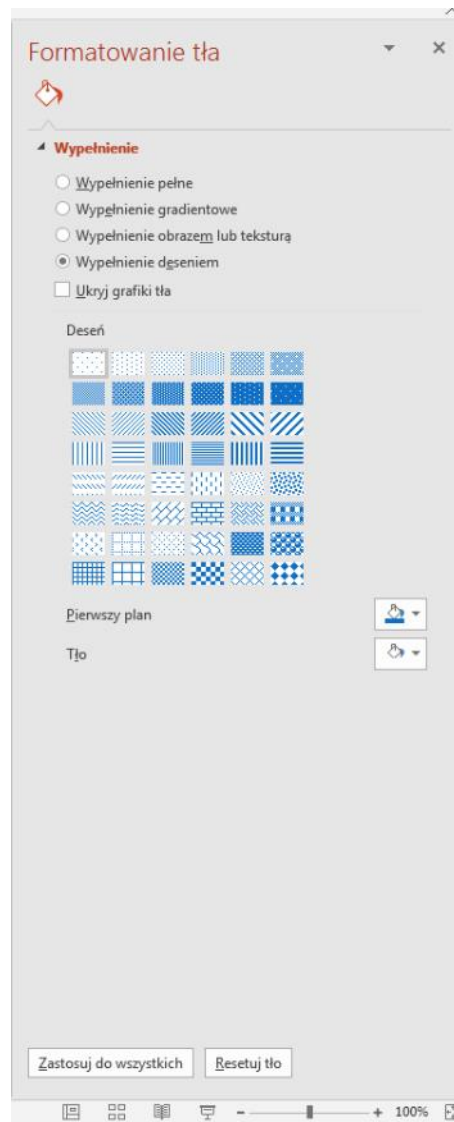 Formatowanie tła
Wypełnienie
Wypełnienie pełne
Wypełnienie gradientowe
Wypełnienie obrazem lub teksturą
Wypełnienie deseniem
Ukryj grafiki tła
Deseń
Pierwszy plan
Tło
Zastosuj do wszystkich Resetuj tło
- + 100%